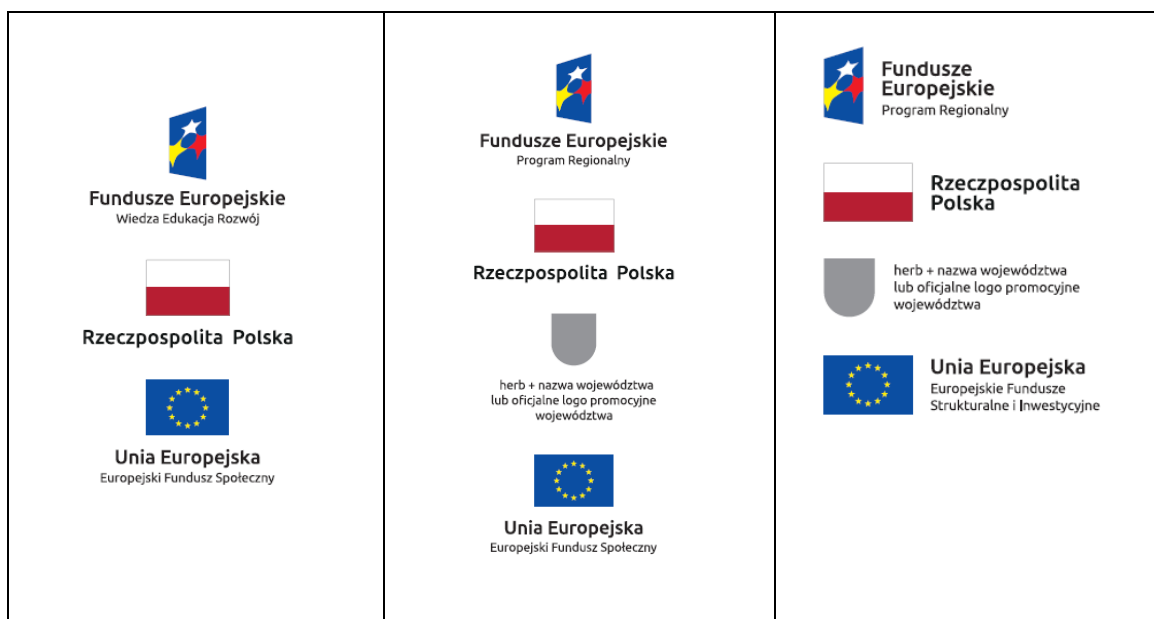 Fundusze Europejskie
Wiedza Edukacja Rozwój
Rzeczpospolita Polska
Unia Europejska
Europejski Fundusz Społeczny
Fundusze Europejskie
Program Regionalny
Rzeczpospolita Polska
herb + nazwa województwa
lub oficjalne logo promocyjne
województwa
Unia Europejska
Europejski Fundusz Społeczny
Fundusze
Europejskie
Program Regionalny
Rzeczpospolita
Polska
herb + nazwa województwa
lub oficjalne logo promocyjne
województwa
Unia Europejska
Europejskie Fundusze
Strukturalne i Inwestycyjne